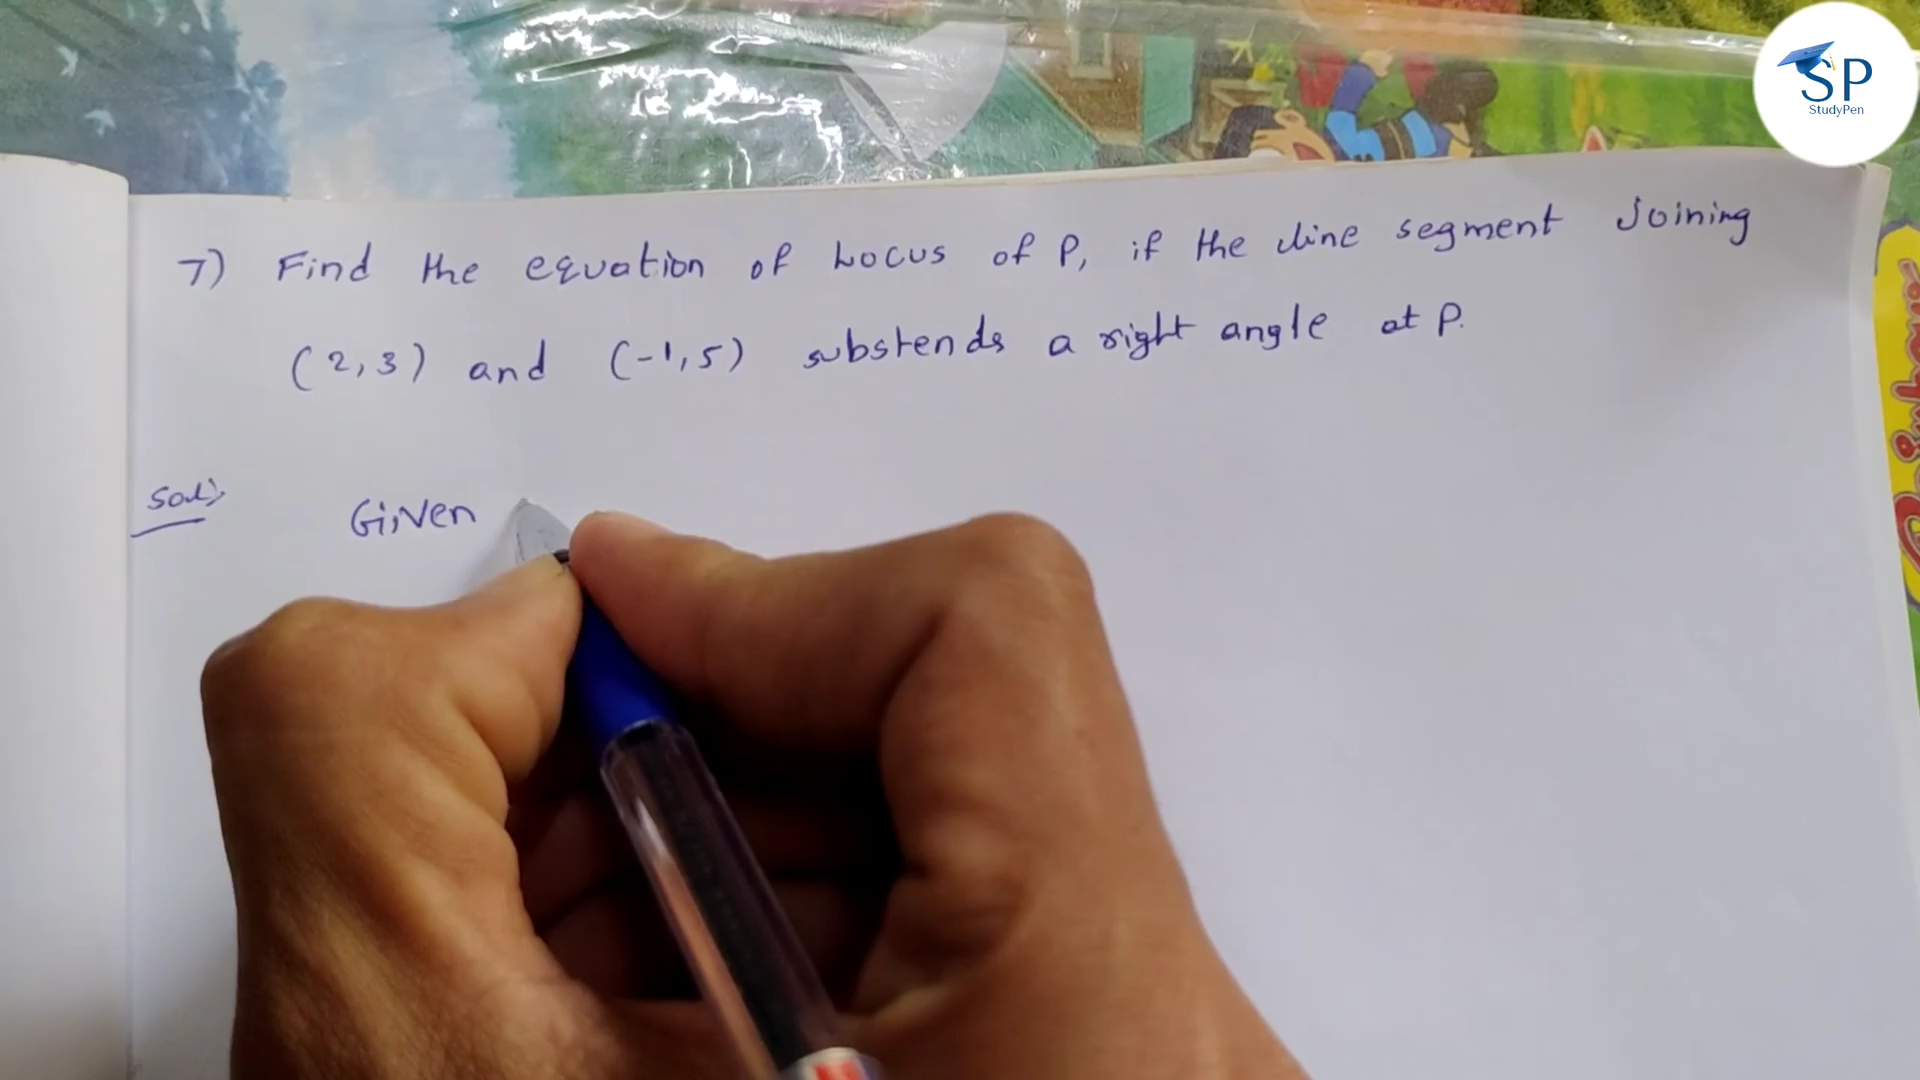 SP
StudyPen
7) Find the equation of Locus of P, if the line segment Joining
(2,3) and (-1,5) substends a right angle at P.
Sol:
Given